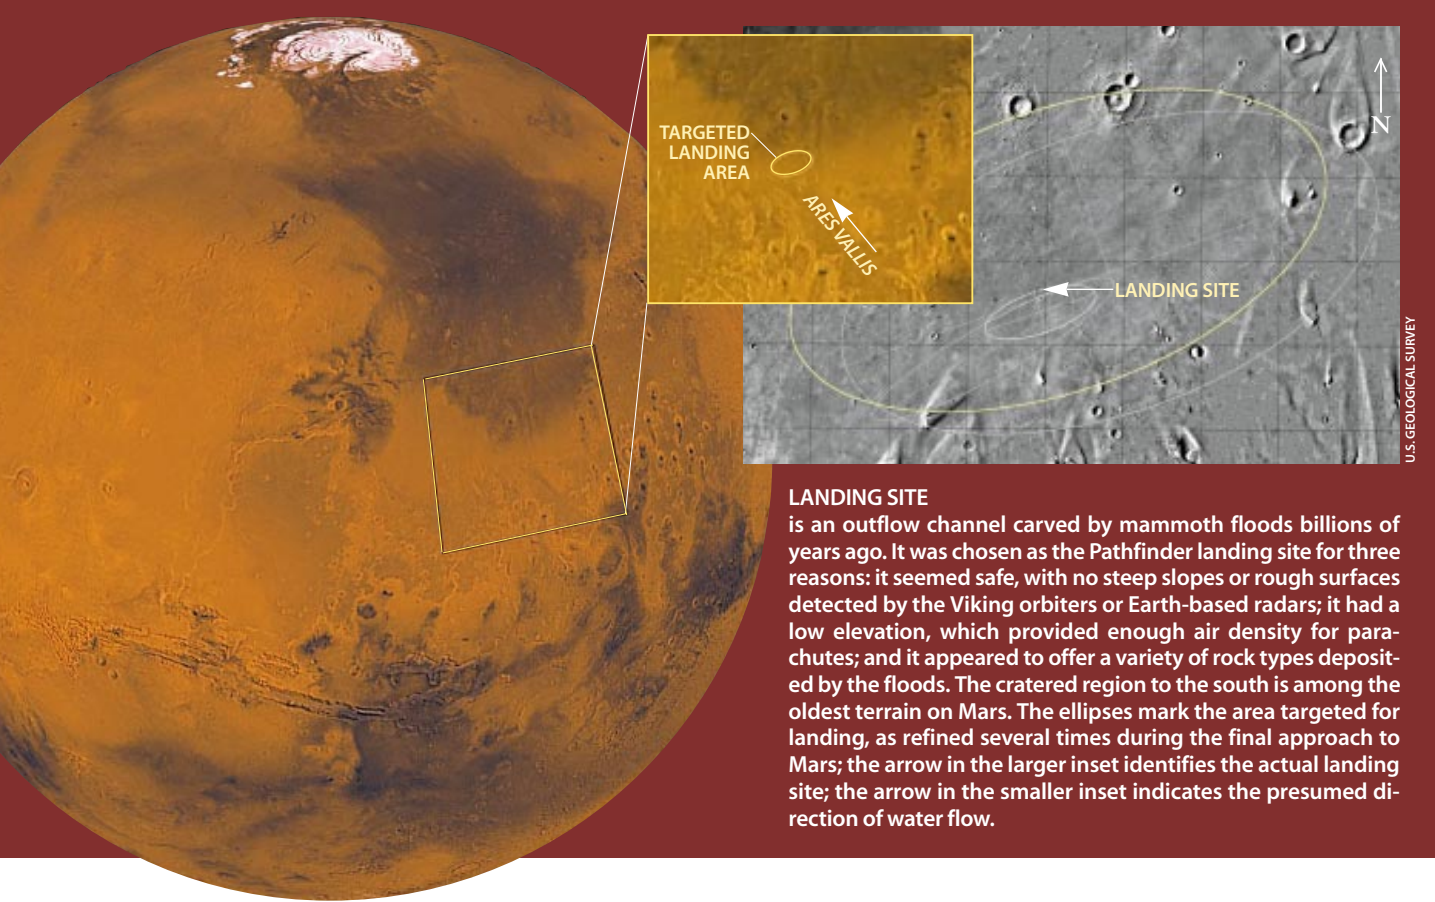 TARGETED
LANDING
AREA
ARES VALLIS
N
LANDING SITE
U.S. GEOLOGICAL SURVEY
LANDING SITE
is an outflow channel carved by mammoth floods billions of
years ago. It was chosen as the Pathfinder landing site for three
reasons: it seemed safe, with no steep slopes or rough surfaces
detected by the Viking orbiters or Earth-based radars; it had a
low elevation, which provided enough air density for para-
chutes; and it appeared to offer a variety of rock types deposit-
ed by the floods. The cratered region to the south is among the
oldest terrain on Mars. The ellipses mark the area targeted for
landing, as refined several times during the final approach to
Mars; the arrow in the larger inset identifies the actual landing
site; the arrow in the smaller inset indicates the presumed di-
rection of water flow.